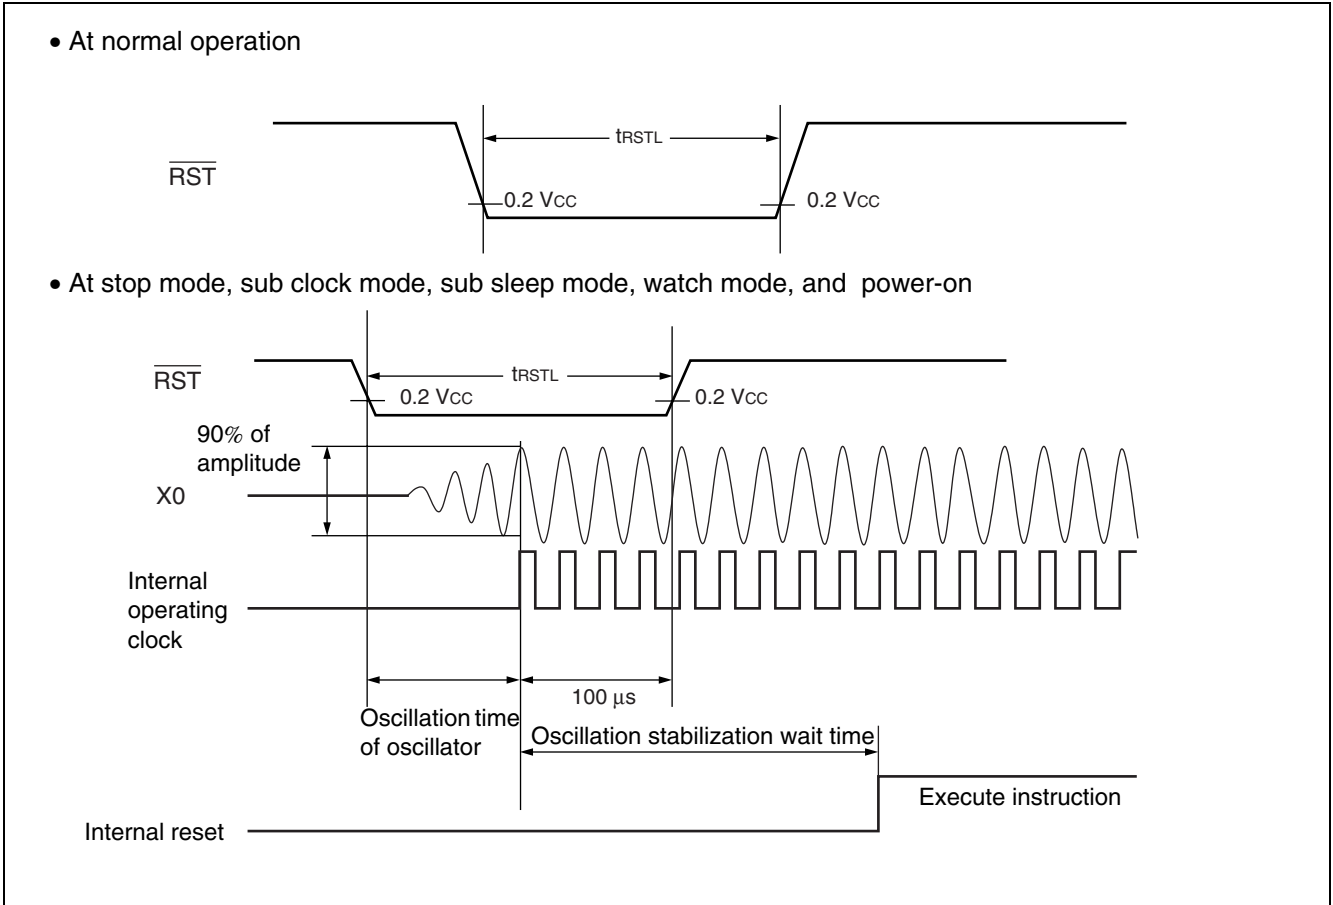 • At normal operation
tRSTL
RST
0.2 VCC
0.2 VCC
• At stop mode, sub clock mode, sub sleep mode, watch mode, and power-on
RST
tRSTL
0.2 VCC
0.2 VCC
90% of
amplitude
X0
Internal
operating
clock
100 μs
Oscillation time
of oscillator
Oscillation stabilization wait time
Execute instruction
Internal reset